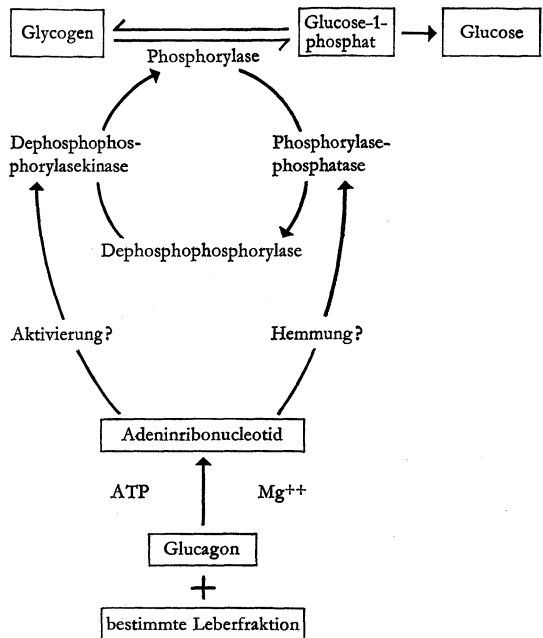 Glycogen
Glucose-1-
phosphat
Glucose
Phosphorylase
Dephosphophos-
phorylasekinase
Phosphorylase-
phosphatase
Dephosphophosphorylase
Aktivierung?
Hemmung?
Adeninribonucleotid
ATP
Mg++
Glucagon
+
bestimmte Leberfraktion